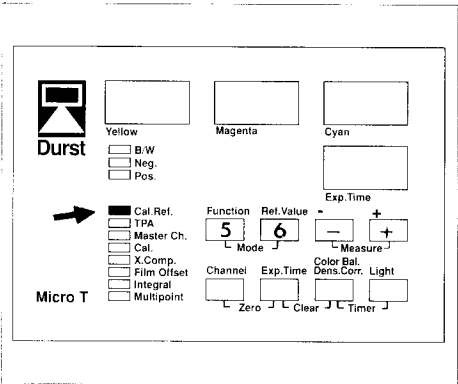 Yellow Magenta Cyan
Durst
B/W
Neg.
Pos.
Exp.Time
Cal.Ref.
TPA
Master Ch.
Cal.
X.Comp.
Film Offset
Integral
Multipoint
Function Ref.Value - +
5 6 − +
Mode Measure
Color Bal.
Channel Exp.Time Dens.Corr. Light
Zero Clear Timer
Micro T